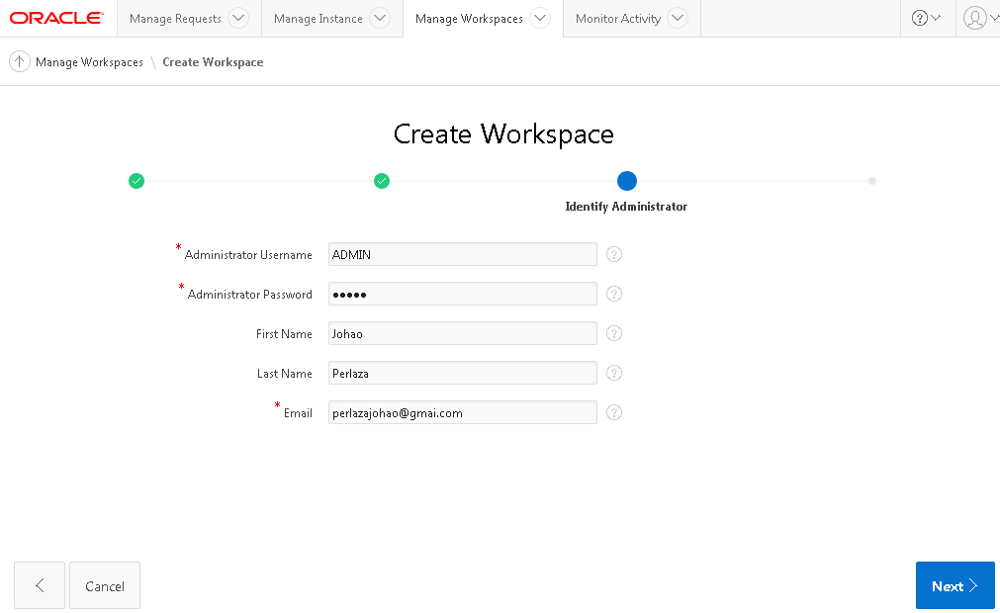 ORACLE Manage Requests Manage Instance Manage Workspaces Monitor Activity ?
Manage Workspaces \ Create Workspace
Create Workspace
Identify Administrator
* Administrator Username ADMIN ?
* Administrator Password ●●●●● ?
First Name Johao ?
Last Name Perlaza ?
* Email perlazajohao@gmai.com ?
Cancel Next